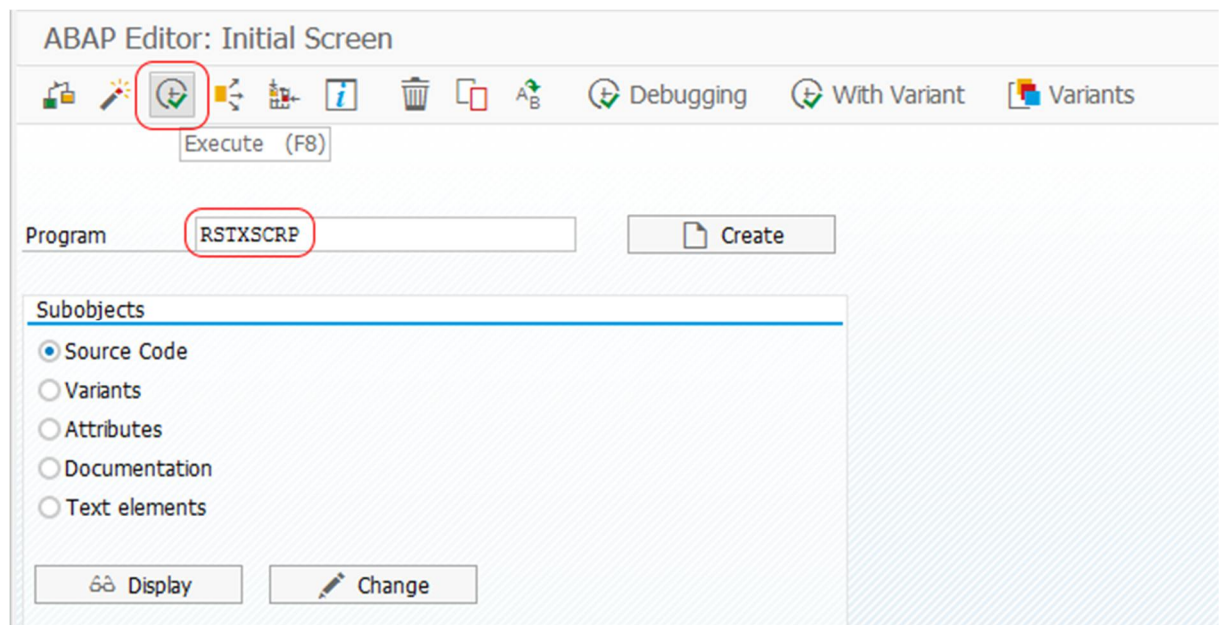 ABAP Editor: Initial Screen
Debugging With Variant Variants
Execute (F8)
Program RSTXSCRP Create
Subobjects
Source Code
Variants
Attributes
Documentation
Text elements
Display Change